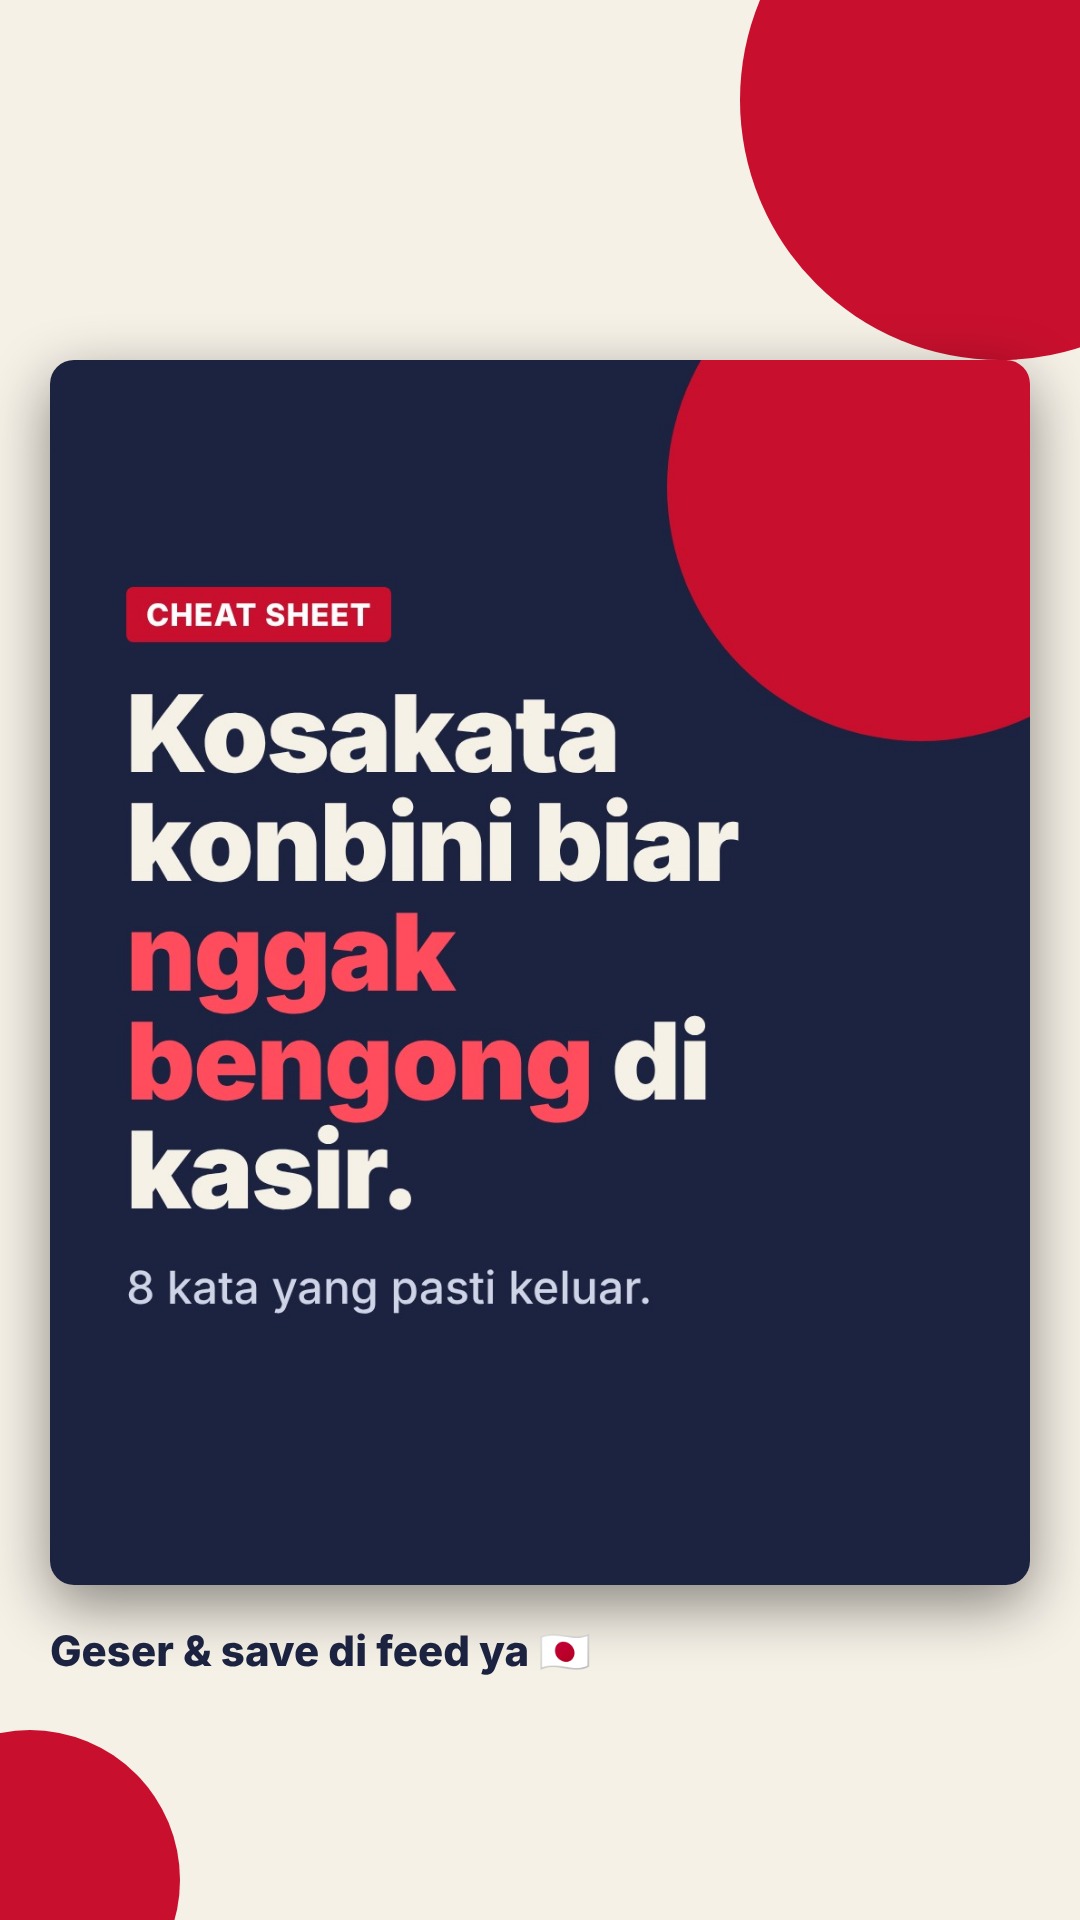 CHEAT SHEET
Kosakata
konbini biar
nggak
bengong di
kasir.
8 kata yang pasti keluar.
Geser & save di feed ya 🇯🇵